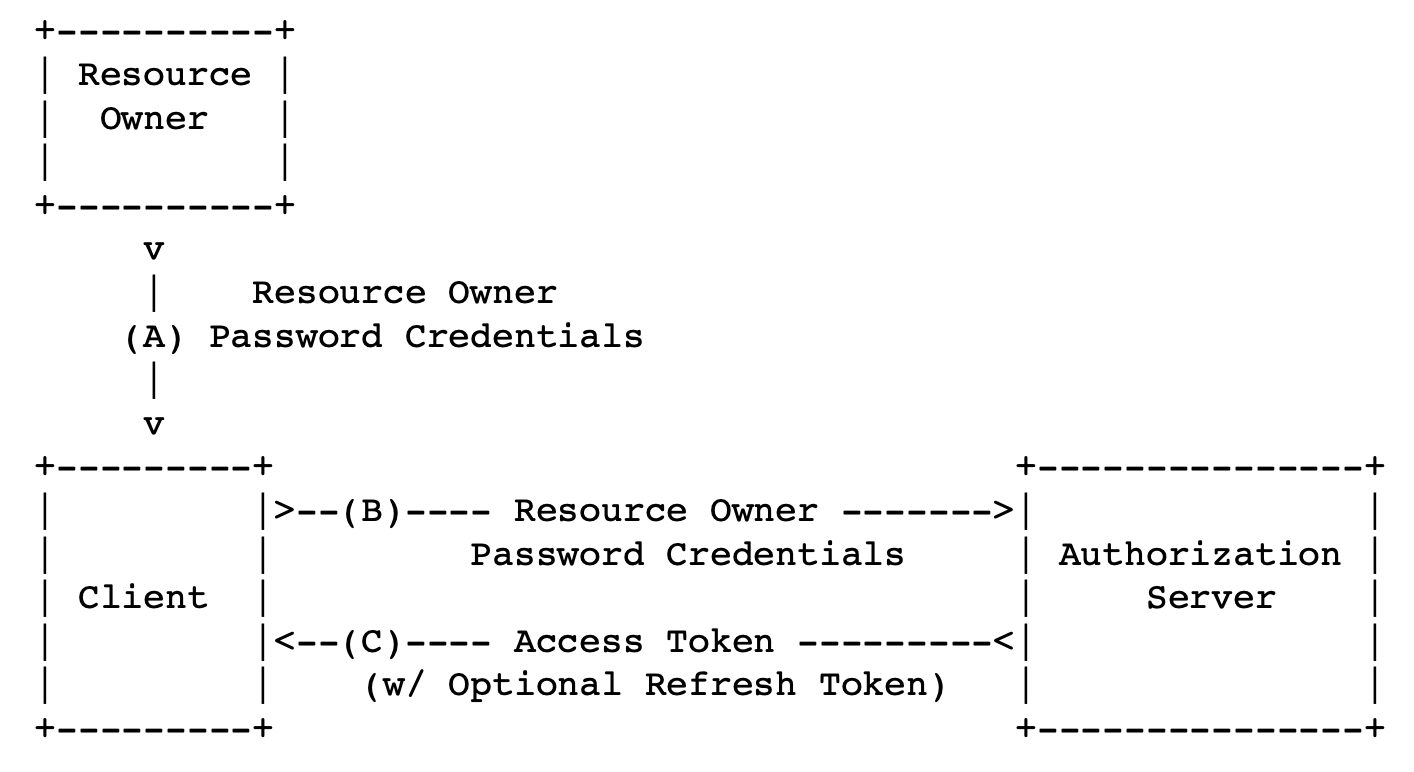 +----------+
| Resource |
|  Owner   |
|          |
+----------+
     v
     |    Resource Owner
    (A) Password Credentials
     |
     v
+---------+                                  +---------------+
|         |>--(B)---- Resource Owner ------->|               |
|         |         Password Credentials     | Authorization |
| Client  |                                  |     Server    |
|         |<--(C)---- Access Token ---------<|               |
|         |    (w/ Optional Refresh Token)   |               |
+---------+                                  +---------------+